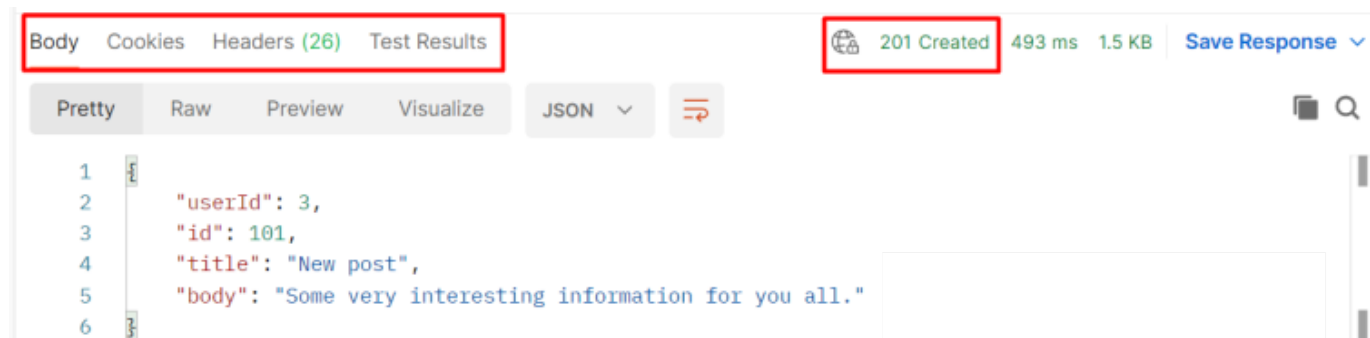 Body Cookies Headers (26) Test Results 201 Created 493 ms 1.5 KB Save Response
Pretty Raw Preview Visualize JSON
1 {
2 "userId": 3,
3 "id": 101,
4 "title": "New post",
5 "body": "Some very interesting information for you all."
6 }